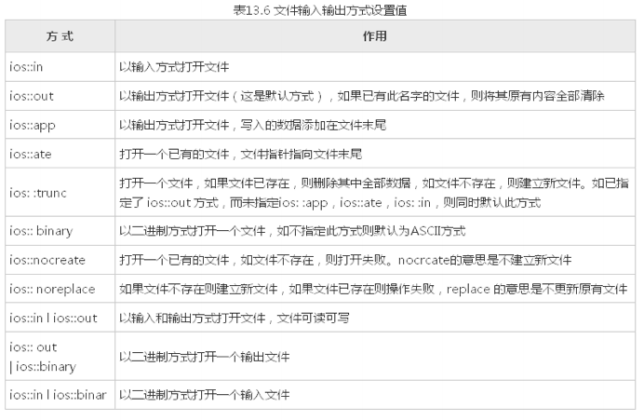 表13.6 文件输入输出方式设置值
方 式 作用
ios::in 以输入方式打开文件
ios::out 以输出方式打开文件（这是默认方式），如果已有此名字的文件，则将其原有内容全部清除
ios::app 以输出方式打开文件，写入的数据添加在文件末尾
ios::ate 打开一个已有的文件，文件指针指向文件末尾
ios: :trunc 打开一个文件，如果文件已存在，则删除其中全部数据，如文件不存在，则建立新文件。如已指
定了 ios::out 方式，而未指定ios: :app，ios::ate，ios: :in，则同时默认此方式
ios:: binary 以二进制方式打开一个文件，如不指定此方式则默认为ASCII方式
ios::nocreate 打开一个已有的文件，如文件不存在，则打开失败。nocrcate的意思是不建立新文件
ios:: noreplace 如果文件不存在则建立新文件，如果文件已存在则操作失败，replace 的意思是不更新原有文件
ios::in l ios::out 以输入和输出方式打开文件，文件可读可写
ios:: out
| ios::binary 以二进制方式打开一个输出文件
ios::in l ios::binar 以二进制方式打开一个输入文件